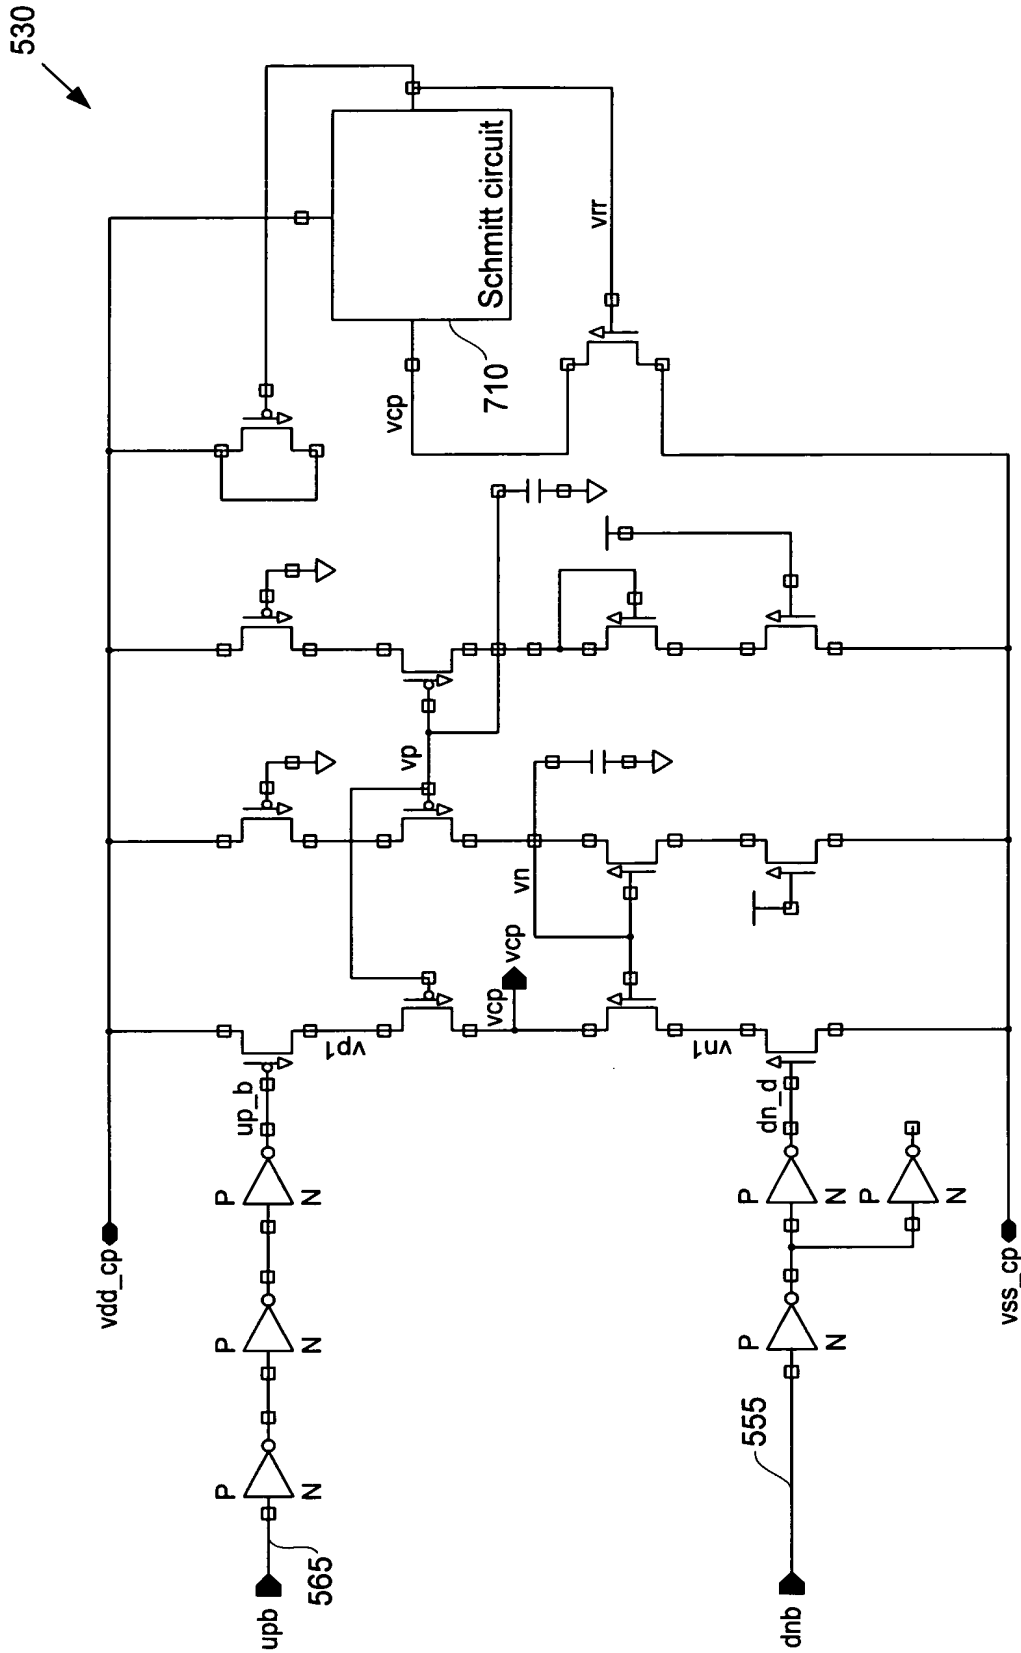 530
vdd_cp
Schmitt circuit
710
vcp
vrr
vp
vn
vcp
vcp
vp1
vn1
up_b
dn_d
P
N
P
N
P
N
P
N
P
N
P
N
upb
565
dnb
555
vss_cp